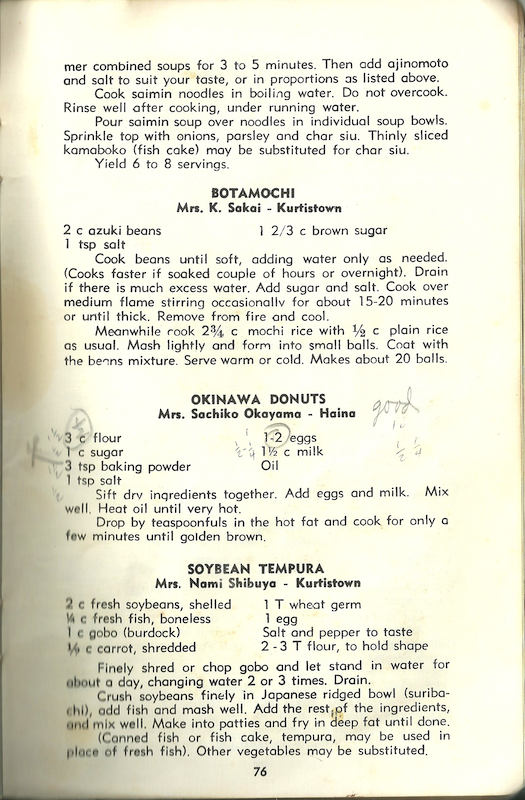 mer combined soups for 3 to 5 minutes. Then add ajinomoto
and salt to suit your taste, or in proportions as listed above.
Cook saimin noodles in boiling water. Do not overcook.
Rinse well after cooking, under running water.
Pour saimin soup over noodles in individual soup bowls.
Sprinkle top with onions, parsley and char siu. Thinly sliced
kamaboko (fish cake) may be substituted for char siu.
Yield 6 to 8 servings.
BOTAMOCHI
Mrs. K. Sakai - Kurtistown
2 c azuki beans 1 2/3 c brown sugar
1 tsp salt
Cook beans until soft, adding water only as needed.
(Cooks faster if soaked couple of hours or overnight). Drain
if there is much excess water. Add sugar and salt. Cook over
medium flame stirring occasionally for about 15-20 minutes
or until thick. Remove from fire and cool.
Meanwhile cook 2¾ c mochi rice with ½ c plain rice
as usual. Mash lightly and form into small balls. Coat with
the beans mixture. Serve warm or cold. Makes about 20 balls.
OKINAWA DONUTS
Mrs. Sachiko Okayama - Haina
good
3 c flour 1-2 eggs
1 c sugar 1½ c milk
3 tsp baking powder Oil
1 tsp salt
Sift dry ingredients together. Add eggs and milk. Mix
well. Heat oil until very hot.
Drop by teaspoonfuls in the hot fat and cook for only a
few minutes until golden brown.
SOYBEAN TEMPURA
Mrs. Nami Shibuya - Kurtistown
2 c fresh soybeans, shelled 1 T wheat germ
¼ c fresh fish, boneless 1 egg
1 c gobo (burdock) Salt and pepper to taste
c carrot, shredded 2-3 T flour, to hold shape
Finely shred or chop gobo and let stand in water for
about a day, changing water 2 or 3 times. Drain.
Crush soybeans finely in Japanese ridged bowl (suriba-
chi), add fish and mash well. Add the rest of the ingredients,
and mix well. Make into patties and fry in deep fat until done.
(Canned fish or fish cake, tempura, may be used in
place of fresh fish). Other vegetables may be substituted.
76